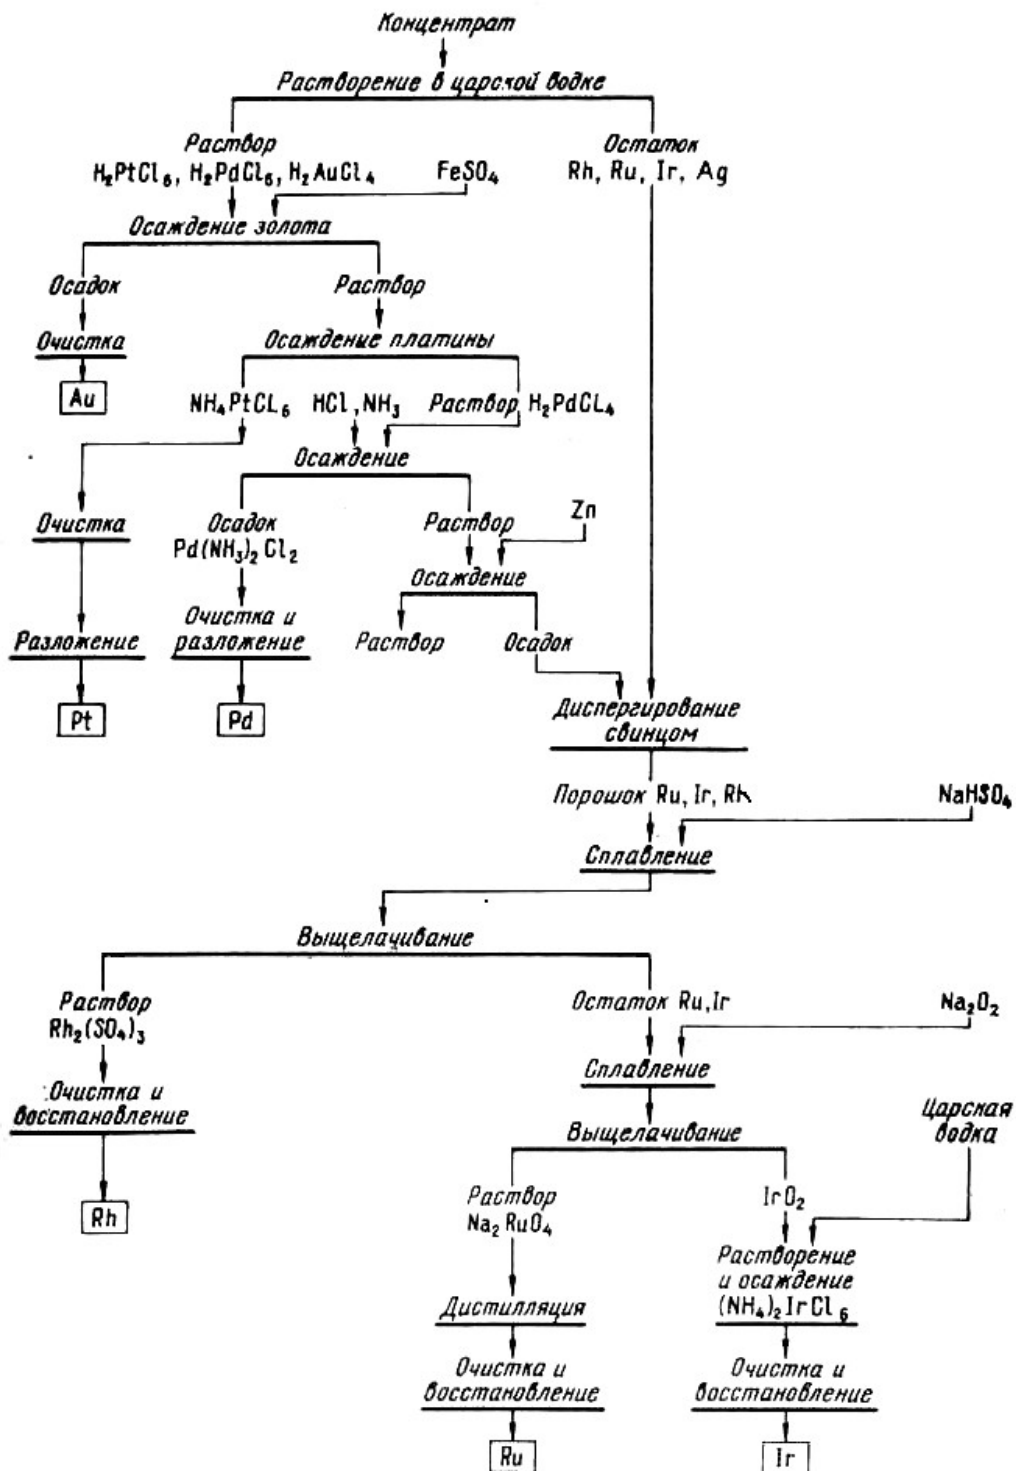 Концентрат
Растворение в царской водке
Раствор
H₂PtCl₆, H₂PdCl₆, H₂AuCl₄
FeSO₄
Остаток
Rh, Ru, Ir, Ag
Осаждение золота
Осадок
Раствор
Очистка
Осаждение платины
Au
NH₄PtCL₆
HCl, NH₃
Раствор H₂PdCL₄
Осаждение
Очистка
Осадок
Pd(NH₃)₂Cl₂
Раствор
Zn
Осаждение
Разложение
Очистка и
разложение
Раствор
Осадок
Pt
Pd
Диспергирование
свинцом
Порошок Ru, Ir, Rh
NaHSO₄
Сплавление
Выщелачивание
Раствор
Rh₂(SO₄)₃
Остаток Ru,Ir
Na₂O₂
Сплавление
Очистка и
восстановление
Царская
водка
Выщелачивание
Rh
Раствор
Na₂RuO₄
IrO₂
Растворение
и осаждение
(NH₄)₂IrCl₆
Дистилляция
Очистка и
восстановление
Очистка и
восстановление
Ru
Ir